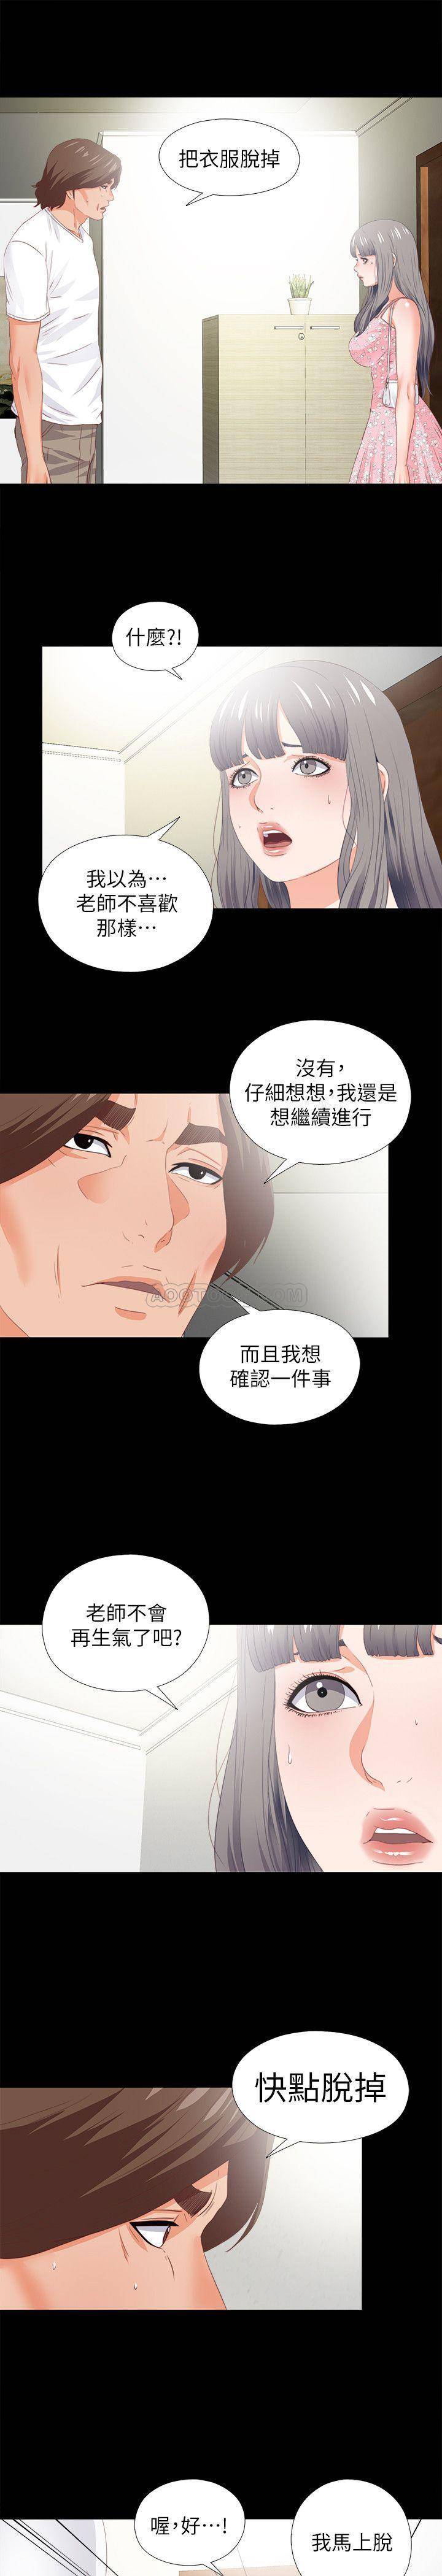 把衣服脫掉
什麼?!
我以為⋯
老師不喜歡
那樣⋯
沒有，
仔細想想，我還是
想繼續進行
而且我想
確認一件事
老師不會
再生氣了吧?
快點脫掉
喔，好⋯!
我馬上脫